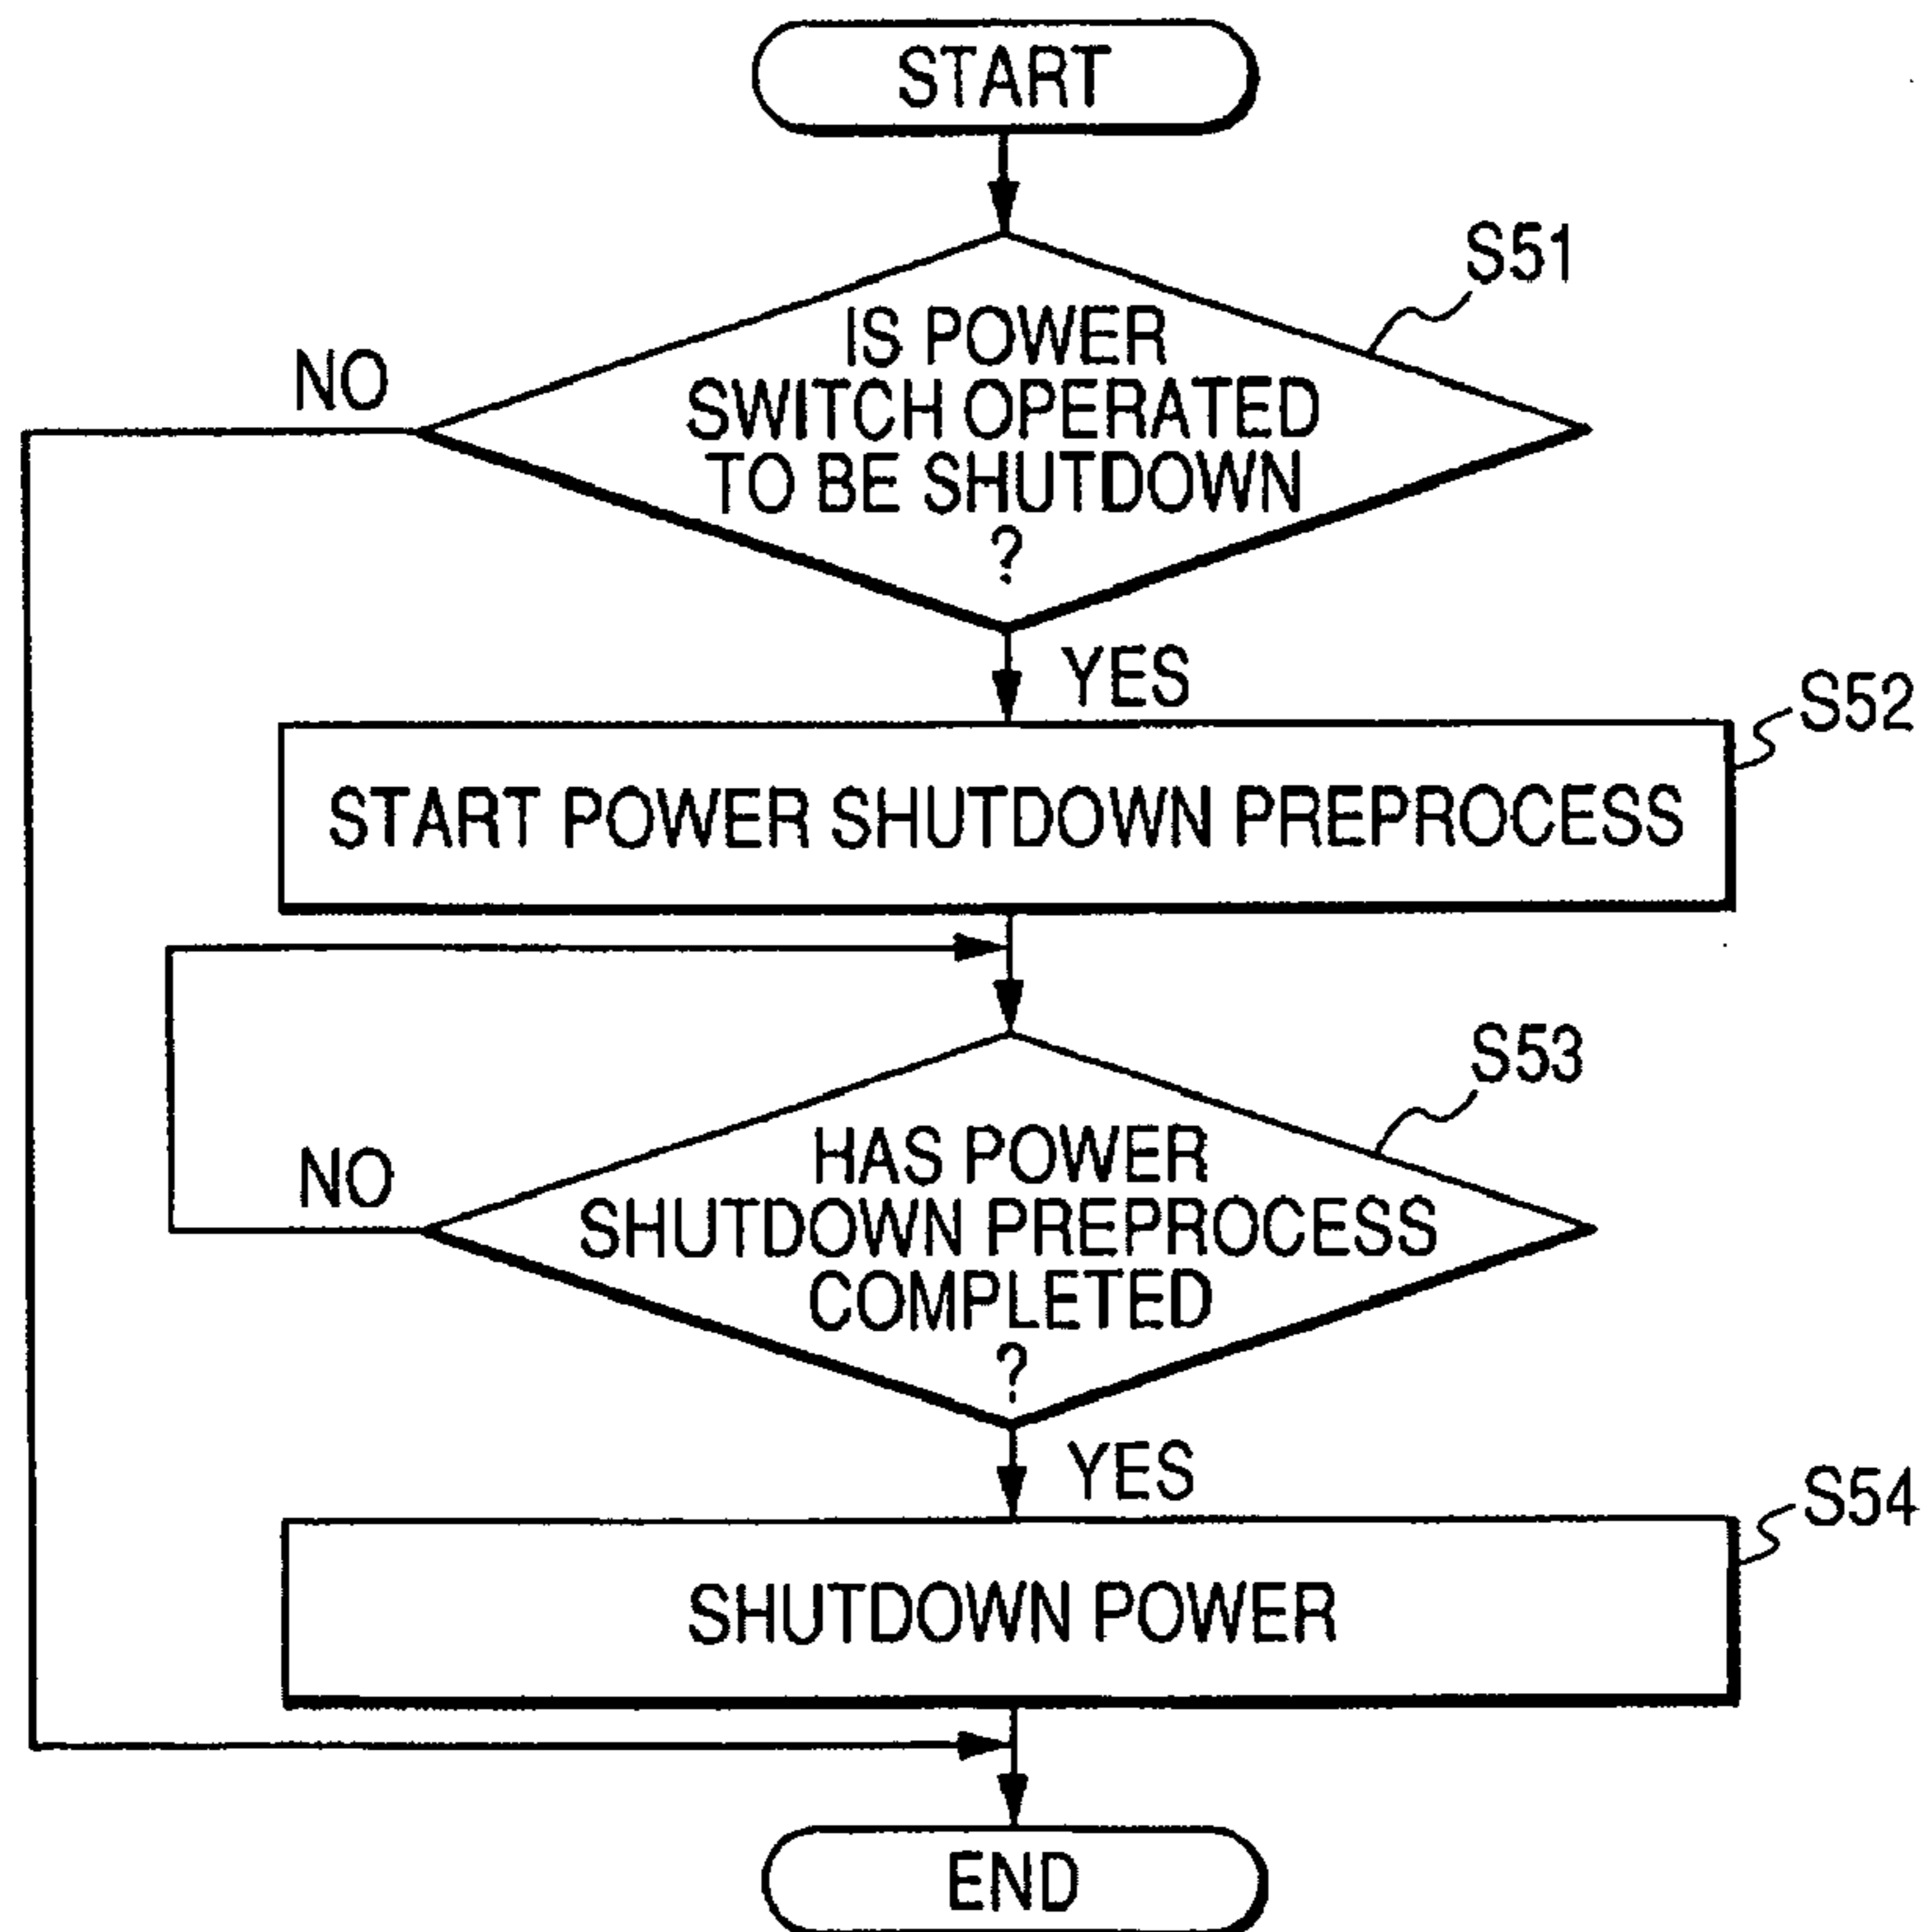 START
S51
IS POWER
SWITCH OPERATED
TO BE SHUTDOWN
?
NO
YES
S52
START POWER SHUTDOWN PREPROCESS
S53
HAS POWER
SHUTDOWN PREPROCESS
COMPLETED
?
NO
YES
S54
SHUTDOWN POWER
END